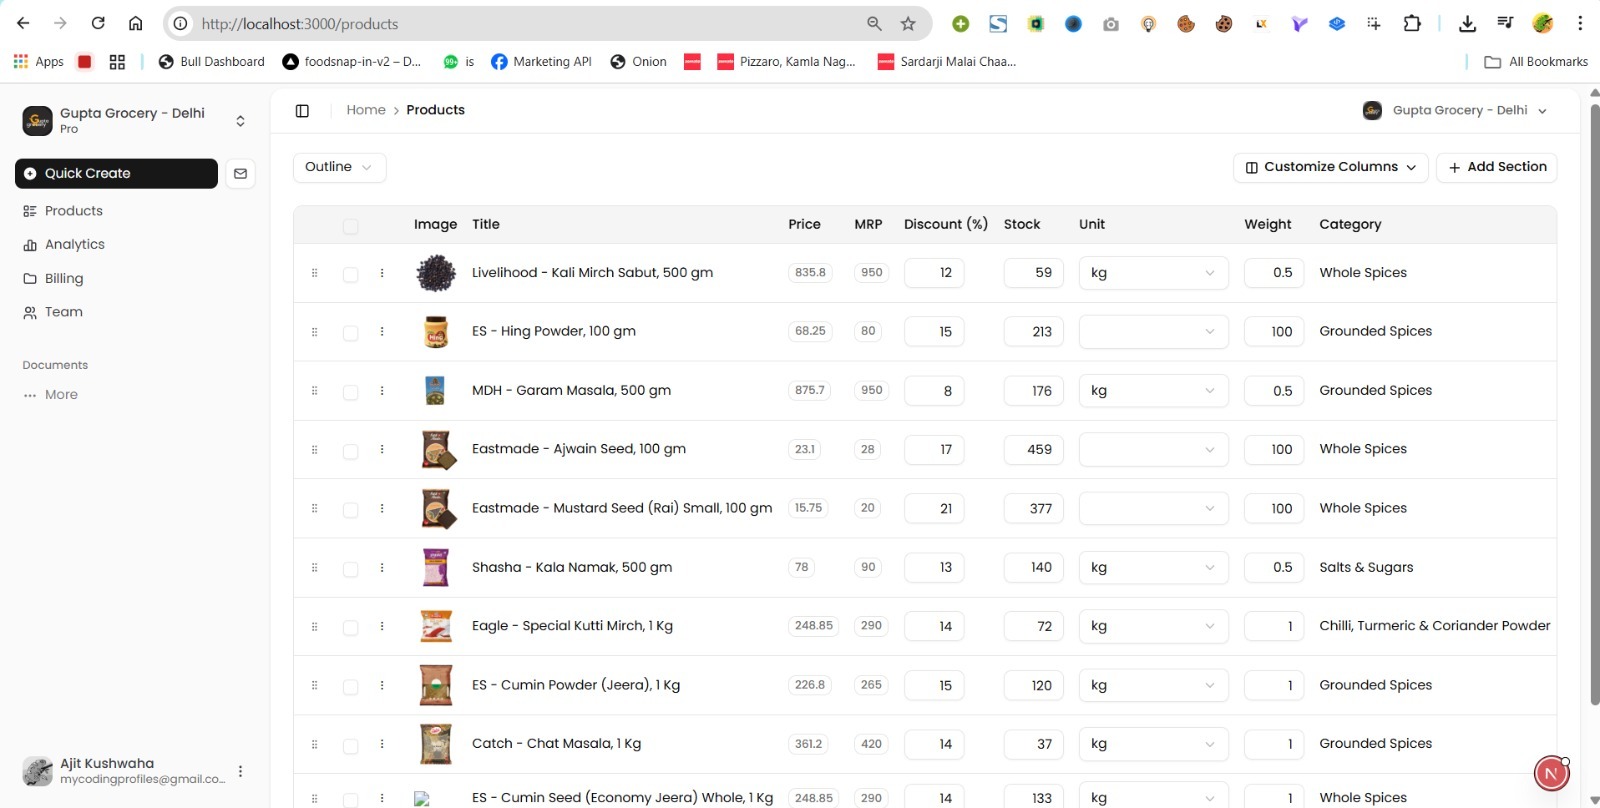 http://localhost:3000/products
Apps
Bull Dashboard
foodsnap-in-v2 – D...
99+
is
Marketing API
Onion
Pizzaro, Kamla Nag...
Sardarji Malai Chaa...
All Bookmarks
Gupta Grocery - Delhi
Pro
Quick Create
Products
Analytics
Billing
Team
Documents
More
Ajit Kushwaha
mycodingprofiles@gmail.co...
Home > Products
Gupta Grocery - Delhi
Outline
Customize Columns
+ Add Section
Image Title Price MRP Discount (%) Stock Unit Weight Category
Livelihood - Kali Mirch Sabut, 500 gm 835.8 950 12 59 kg 0.5 Whole Spices
ES - Hing Powder, 100 gm 68.25 80 15 213 100 Grounded Spices
MDH - Garam Masala, 500 gm 875.7 950 8 176 kg 0.5 Grounded Spices
Eastmade - Ajwain Seed, 100 gm 23.1 28 17 459 100 Whole Spices
Eastmade - Mustard Seed (Rai) Small, 100 gm 15.75 20 21 377 100 Whole Spices
Shasha - Kala Namak, 500 gm 78 90 13 140 kg 0.5 Salts & Sugars
Eagle - Special Kutti Mirch, 1 Kg 248.85 290 14 72 kg 1 Chilli, Turmeric & Coriander Powder
ES - Cumin Powder (Jeera), 1 Kg 226.8 265 15 120 kg 1 Grounded Spices
Catch - Chat Masala, 1 Kg 361.2 420 14 37 kg 1 Grounded Spices
ES - Cumin Seed (Economy Jeera) Whole, 1 Kg 248.85 290 14 133 kg 1 Whole Spices
N